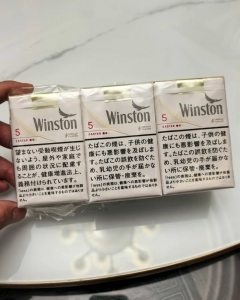 Winston
5
CASTER
望まない受動喫煙が生じ
ないよう、屋外や家庭で
も周囲の状況に配慮す
ることが、健康増進法上、
義務付けられています。
Winston
5
CASTER
たばこの煙は、子供の健
康にも悪影響を及ぼしま
す。たばこの誤飲を防ぐた
め、乳幼児の手が届かな
い所に保管・廃棄を。
Winston
5
CASTER
たばこの煙は、子供の健
康にも悪影響を及ぼしま
す。たばこの誤飲を防ぐた
め、乳幼児の手が届かな
い所に保管・廃棄を。